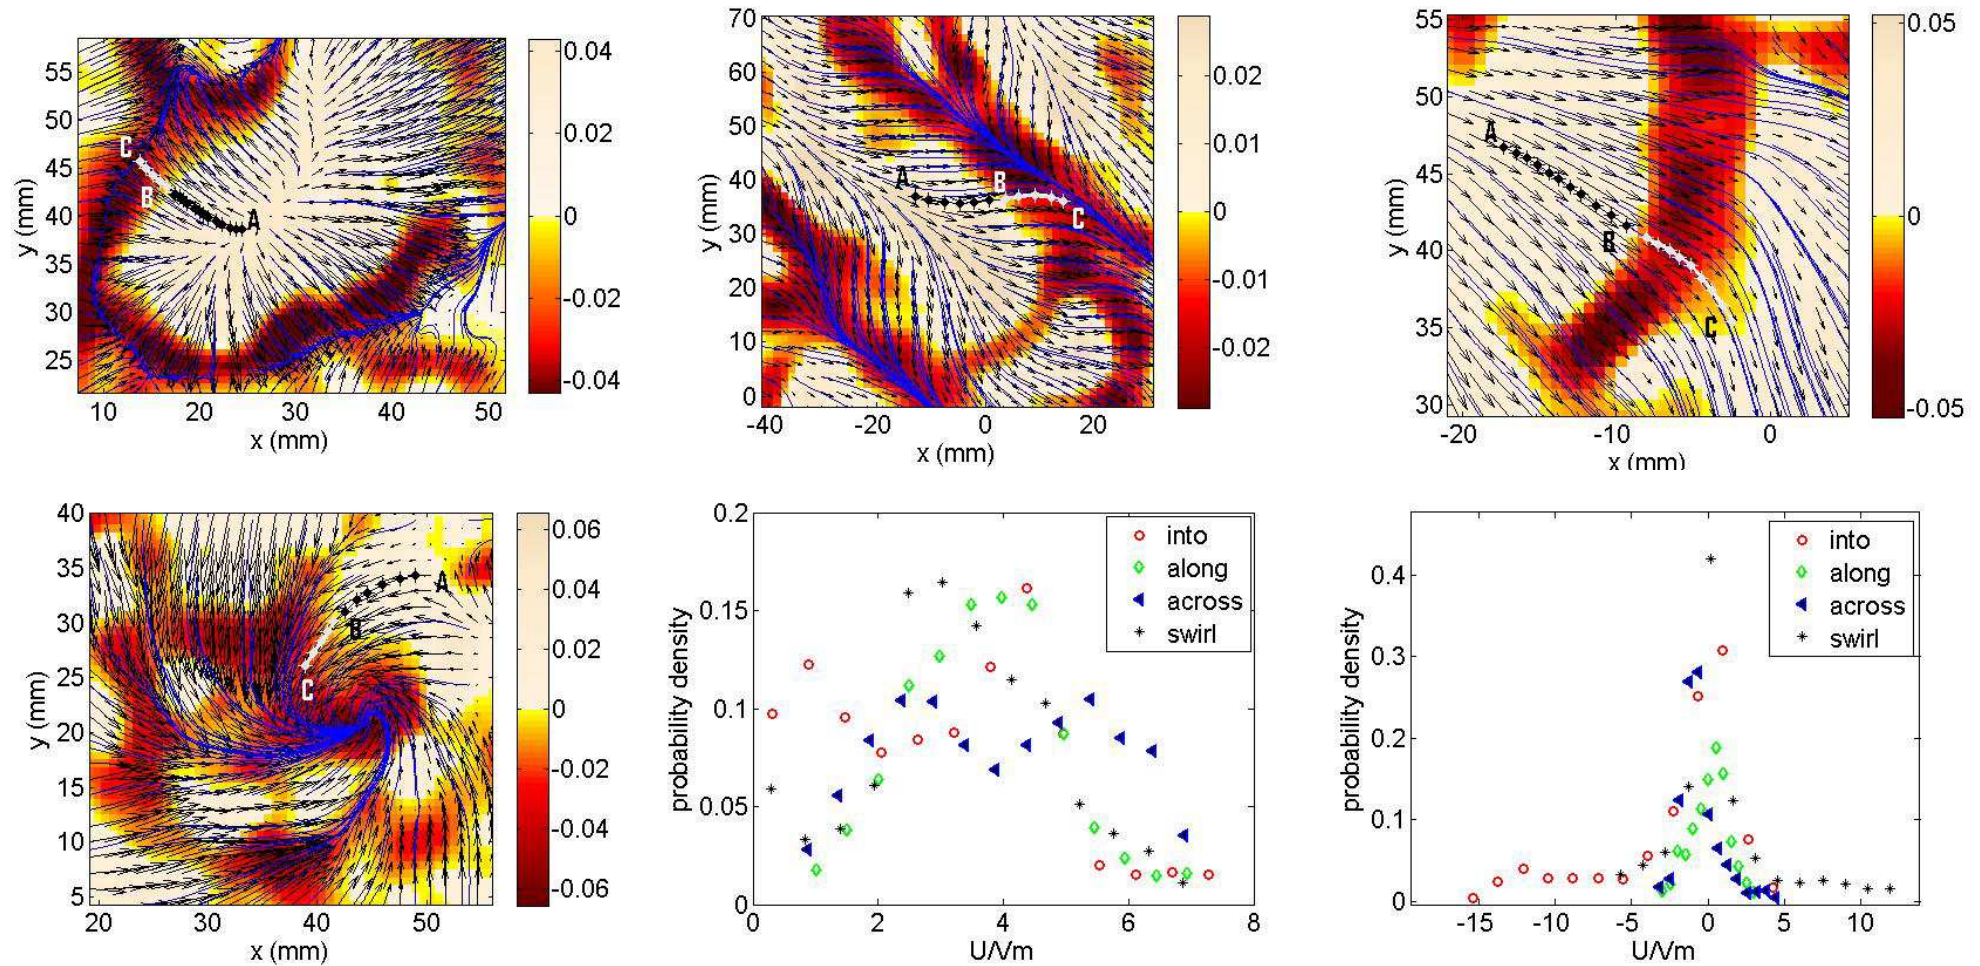 55
50
45
40
35
30
25
y (mm)
10
20
30
40
50
x (mm)
C
B
A
0.04
0.02
0
-0.02
-0.04
70
60
50
40
30
20
10
0
y (mm)
-40
-20
0
20
x (mm)
A
B
C
0.02
0.01
0
-0.01
-0.02
55
50
45
40
35
30
y (mm)
-20
-10
0
x (mm)
A
B
C
0.05
0
-0.05
40
35
30
25
20
15
10
5
y (mm)
20
30
40
50
x (mm)
A
B
C
0.06
0.04
0.02
0
-0.02
-0.04
-0.06
0.2
0.15
0.1
0.05
0
probability density
0
2
4
6
8
U/Vm
into
along
across
swirl
0.4
0.3
0.2
0.1
0
probability density
-15
-10
-5
0
5
10
U/Vm
into
along
across
swirl